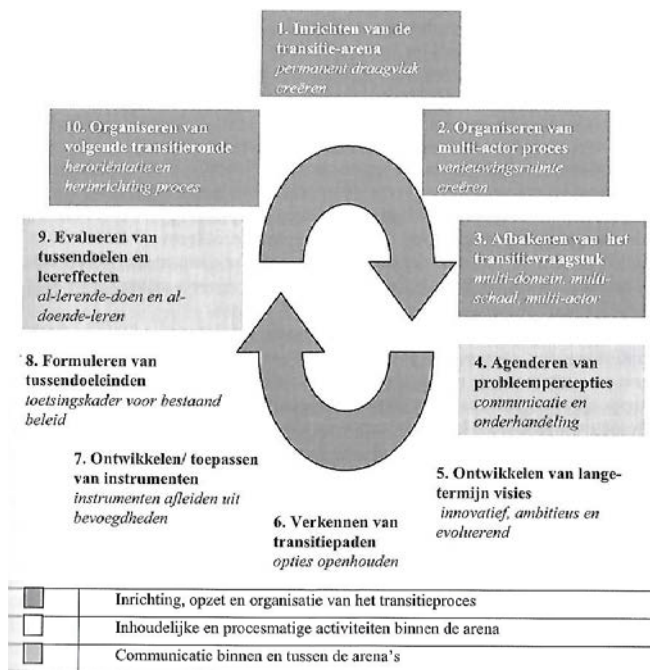 1. Inrichten van de
transitie-arena
permanent draagvlak
creëren
10. Organiseren van
volgende transitieronde
heroriëntatie en
herinrichting proces
2. Organiseren van
multi-actor proces
venieuwingsruimte
creëren
9. Evalueren van
tussendoelen en
leereffecten
al-lerende-doen en al-
doende-leren
3. Afbakenen van het
transitievraagstuk
multi-domein, multi-
schaal, multi-actor
8. Formuleren van
tussendoeleinden
toetsingskader voor bestaand
beleid
4. Agenderen van
probleempercepties
communicatie en
onderhandeling
7. Ontwikkelen/ toepassen
van instrumenten
instrumenten afleiden uit
bevoegdheden
5. Ontwikkelen van lange-
termijn visies
innovatief, ambitieus en
evoluerend
6. Verkennen van
transitiepaden
opties openhouden
Inrichting, opzet en organisatie van het transitieproces
Inhoudelijke en procesmatige activiteiten binnen de arena
Communicatie binnen en tussen de arena's